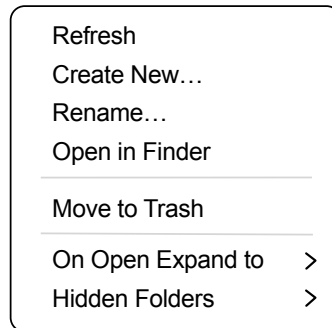 Refresh
Create New…
Rename…
Open in Finder
Move to Trash
On Open Expand to >
Hidden Folders >